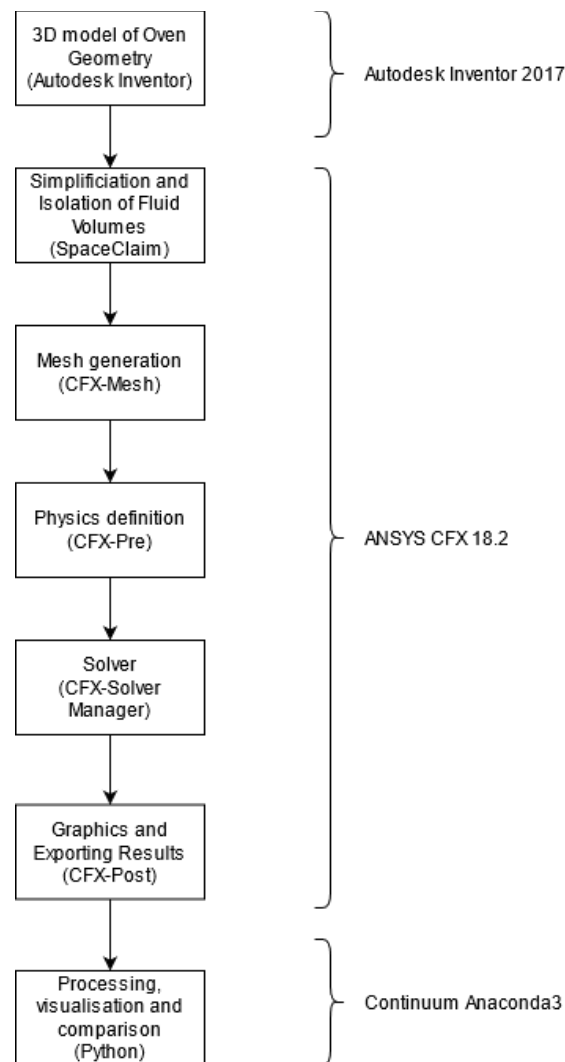 3D model of Oven
Geometry
(Autodesk Inventor)
Autodesk Inventor 2017
Simplificiation and
Isolation of Fluid
Volumes
(SpaceClaim)
Mesh generation
(CFX-Mesh)
Physics definition
(CFX-Pre)
ANSYS CFX 18.2
Solver
(CFX-Solver
Manager)
Graphics and
Exporting Results
(CFX-Post)
Processing,
visualisation and
comparison
(Python)
Continuum Anaconda3